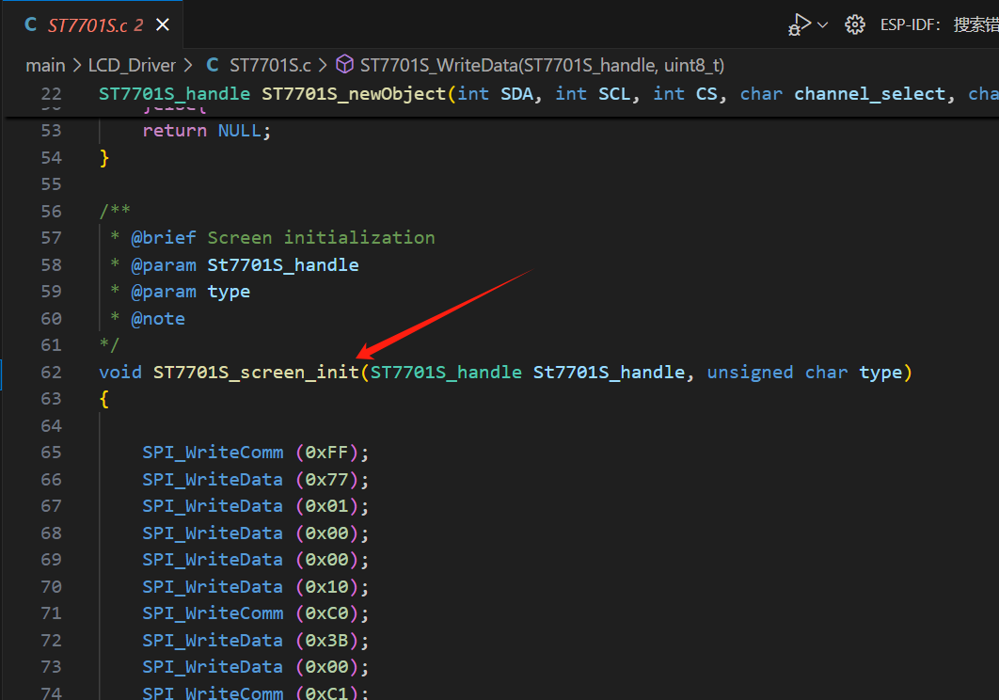 C ST7701S.c 2 ×
ESP-IDF: 搜索错
main > LCD_Driver > C ST7701S.c > ST7701S_WriteData(ST7701S_handle, uint8_t)
22 ST7701S_handle ST7701S_newObject(int SDA, int SCL, int CS, char channel_select, cha
}else{
53 return NULL;
54 }
55
56 /**
57 * @brief Screen initialization
58 * @param St7701S_handle
59 * @param type
60 * @note
61 */
62 void ST7701S_screen_init(ST7701S_handle St7701S_handle, unsigned char type)
63 {
64
65 SPI_WriteComm (0xFF);
66 SPI_WriteData (0x77);
67 SPI_WriteData (0x01);
68 SPI_WriteData (0x00);
69 SPI_WriteData (0x00);
70 SPI_WriteData (0x10);
71 SPI_WriteComm (0xC0);
72 SPI_WriteData (0x3B);
73 SPI_WriteData (0x00);
74 SPI_WriteComm (0xC1);